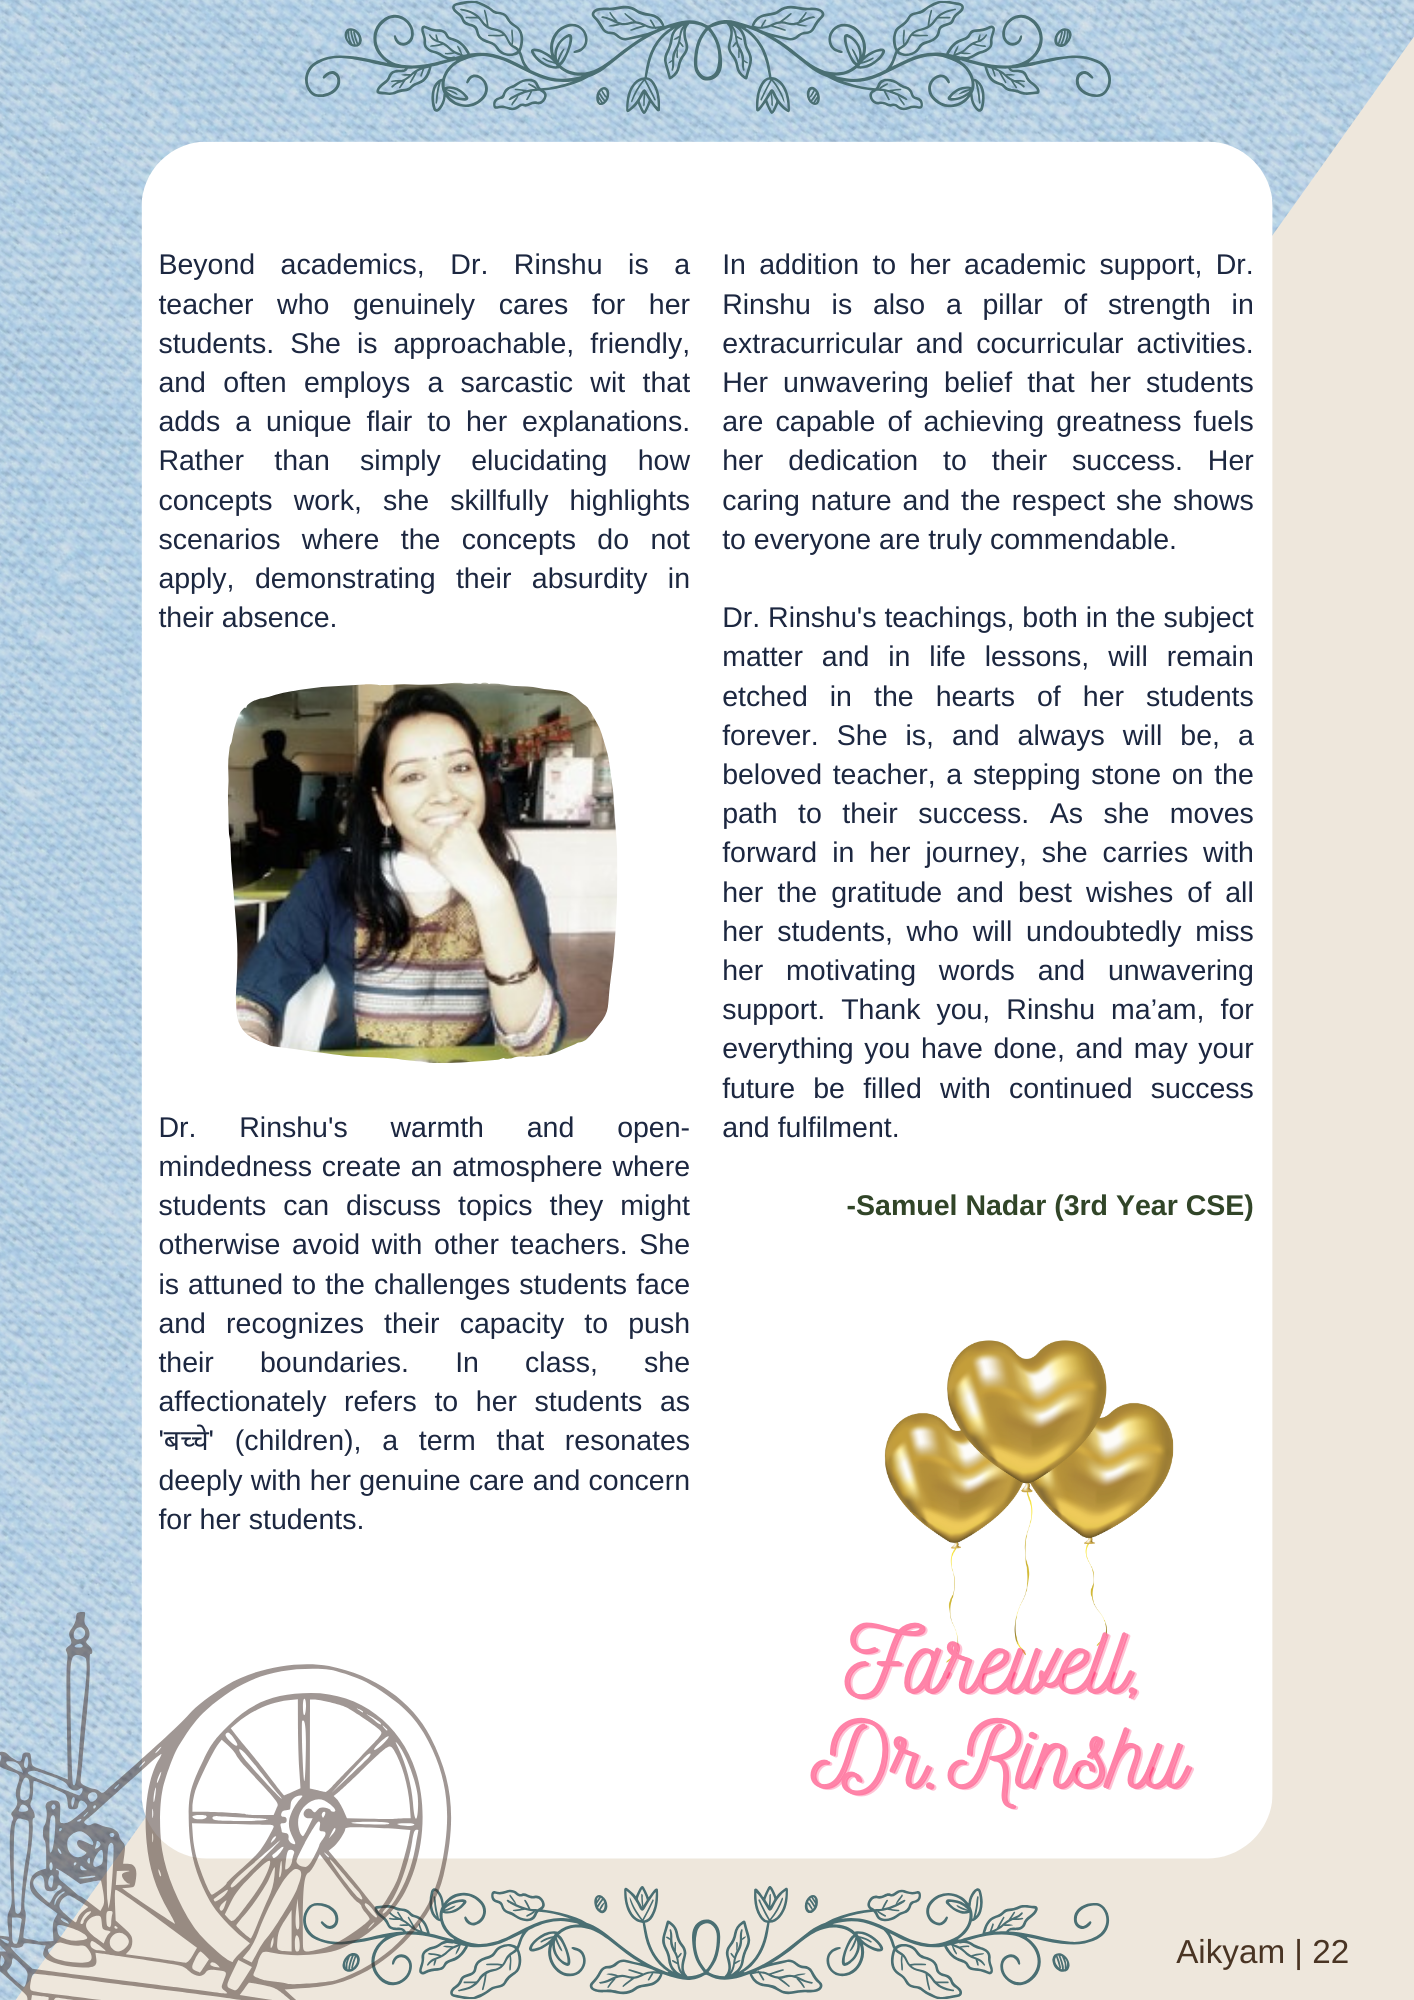 Beyond academics, Dr. Rinshu is a
teacher who genuinely cares for her
students. She is approachable, friendly,
and often employs a sarcastic wit that
adds a unique flair to her explanations.
Rather than simply elucidating how
concepts work, she skillfully highlights
scenarios where the concepts do not
apply, demonstrating their absurdity in
their absence.
Dr. Rinshu's warmth and open-
mindedness create an atmosphere where
students can discuss topics they might
otherwise avoid with other teachers. She
is attuned to the challenges students face
and recognizes their capacity to push
their boundaries. In class, she
affectionately refers to her students as
'बच्चे' (children), a term that resonates
deeply with her genuine care and concern
for her students.
In addition to her academic support, Dr.
Rinshu is also a pillar of strength in
extracurricular and cocurricular activities.
Her unwavering belief that her students
are capable of achieving greatness fuels
her dedication to their success. Her
caring nature and the respect she shows
to everyone are truly commendable.
Dr. Rinshu's teachings, both in the subject
matter and in life lessons, will remain
etched in the hearts of her students
forever. She is, and always will be, a
beloved teacher, a stepping stone on the
path to their success. As she moves
forward in her journey, she carries with
her the gratitude and best wishes of all
her students, who will undoubtedly miss
her motivating words and unwavering
support. Thank you, Rinshu ma’am, for
everything you have done, and may your
future be filled with continued success
and fulfilment.
-Samuel Nadar (3rd Year CSE)
Farewell,
Dr. Rinshu
Aikyam | 22